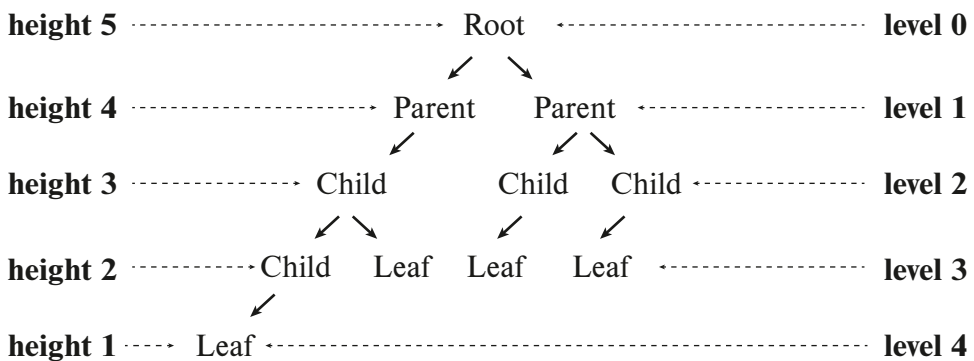 height 5 Root level 0
height 4 Parent Parent level 1
height 3 Child Child Child level 2
height 2 Child Leaf Leaf Leaf level 3
height 1 Leaf level 4